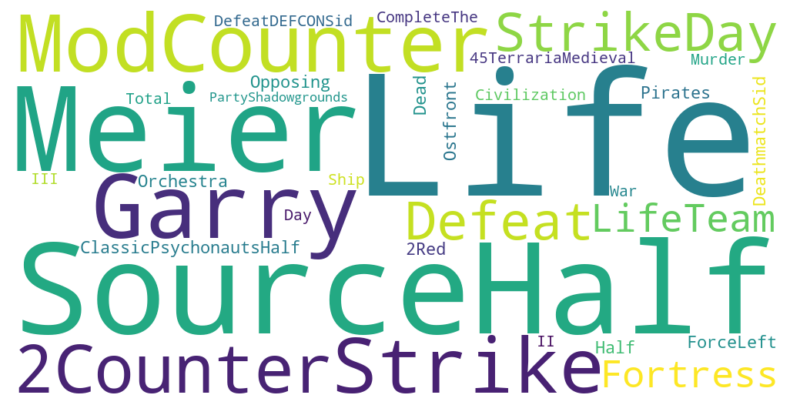 ModCounter
DefeatDEFCONSid
CompleteThe
StrikeDay
45TerrariaMedieval
Murder
Meier
Life
Total
Opposing
PartyShadowgrounds
Dead
Ostfront
Civilization
Pirates
DeathmatchSid
III
Orchestra
Ship
War
Garry
Day
Defeat
LifeTeam
ClassicPsychonautsHalf
2Red
SourceHalf
2CounterStrike
II
Half
ForceLeft
Fortress